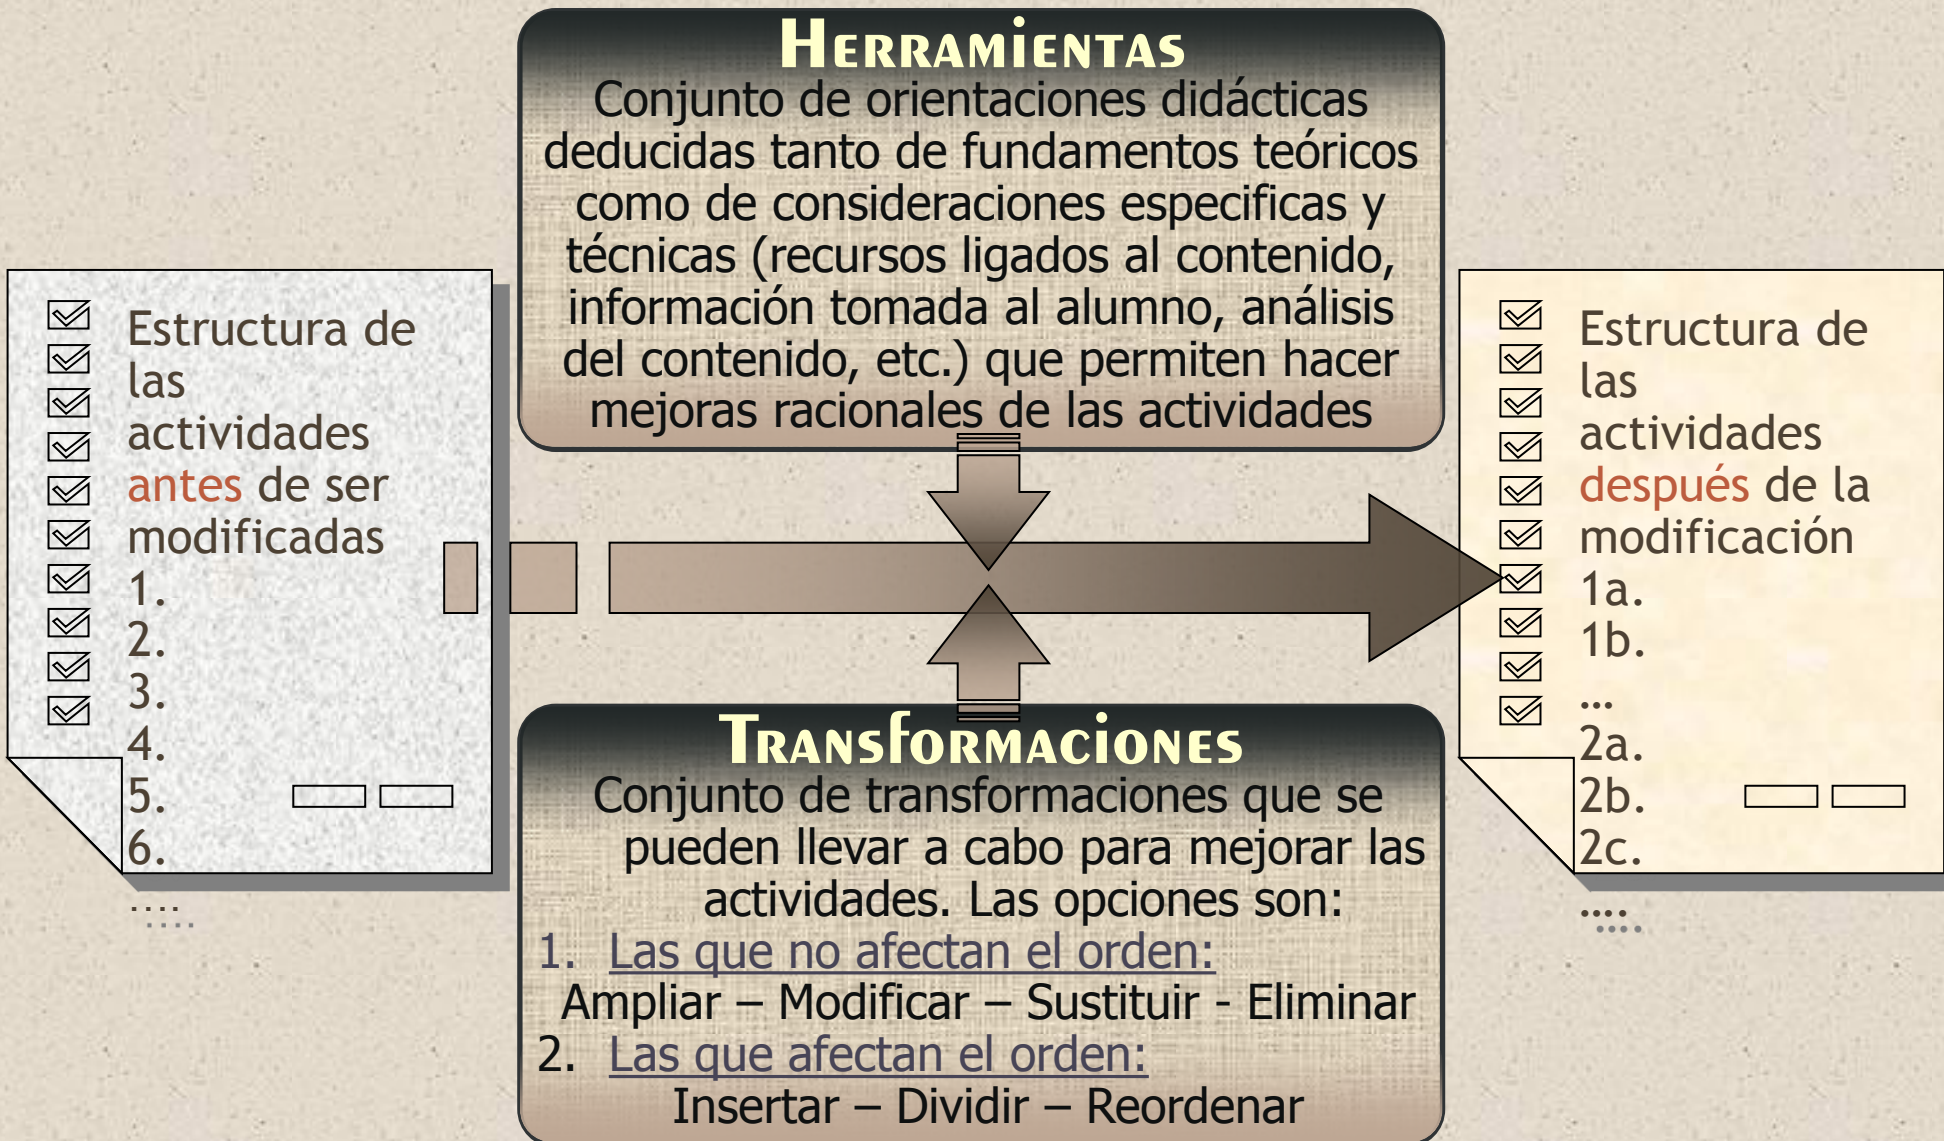 Herramientas
Conjunto de orientaciones didácticas
deducidas tanto de fundamentos teóricos
como de consideraciones especificas y
técnicas (recursos ligados al contenido,
información tomada al alumno, análisis
del contenido, etc.) que permiten hacer
mejoras racionales de las actividades
Estructura de
las
actividades
antes de ser
modificadas
1.
2.
3.
4.
5.
6.
....
Estructura de
las
actividades
después de la
modificación
1a.
1b.
...
2a.
2b.
2c.
....
Transformaciones
Conjunto de transformaciones que se
pueden llevar a cabo para mejorar las
actividades. Las opciones son:
1. Las que no afectan el orden:
Ampliar – Modificar – Sustituir - Eliminar
2. Las que afectan el orden:
Insertar – Dividir – Reordenar